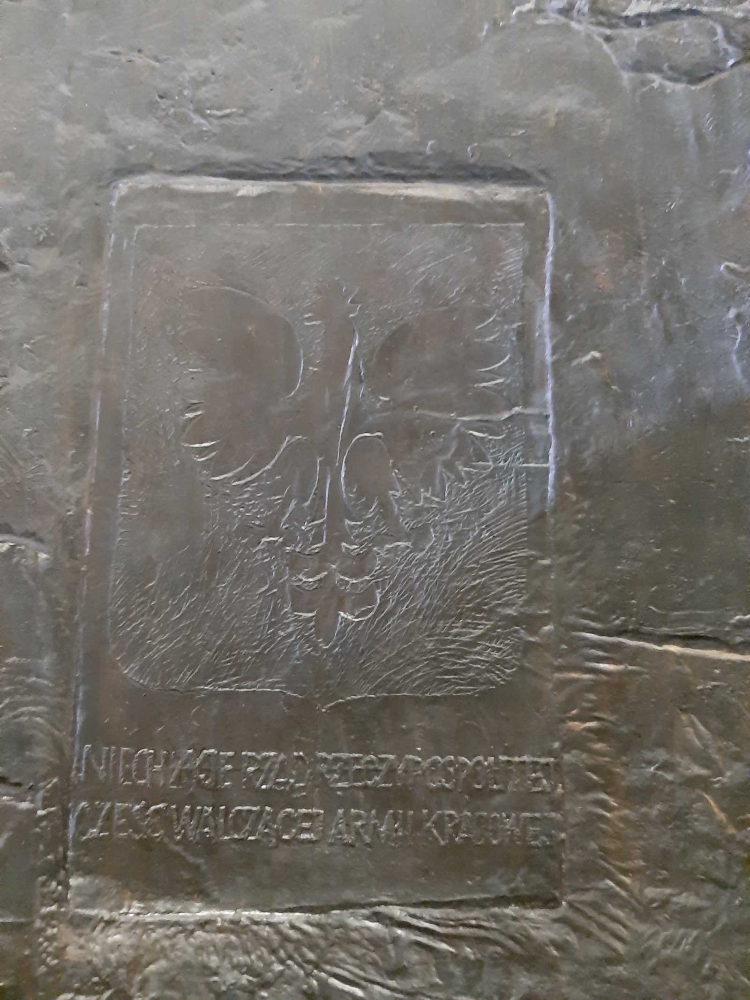 NIECH ŻYJE RZĄD RZECZYPOSPOLITEJ
CZEŚĆ WALCZĄCEJ ARMII KRAJOWEJ